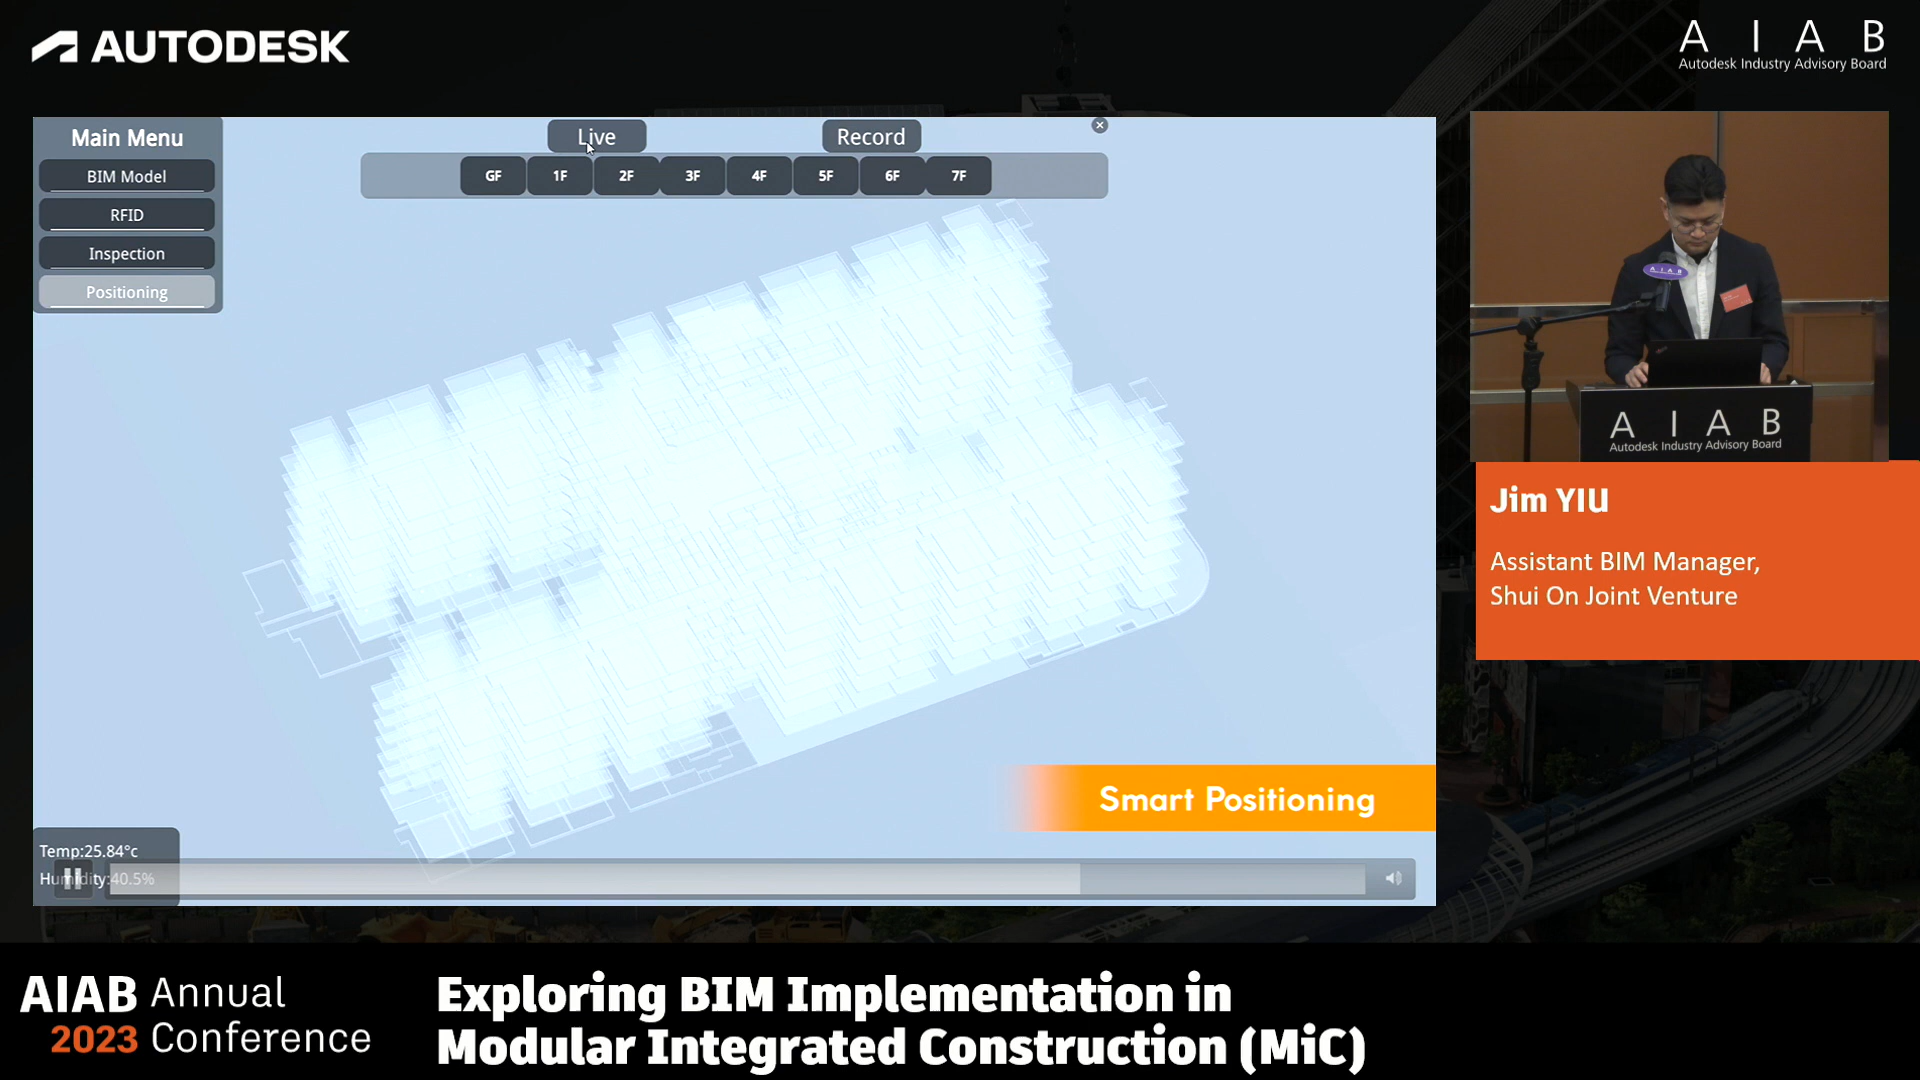 AUTODESK
A I A B
Autodesk Industry Advisory Board
Main Menu
BIM Model
RFID
Inspection
Positioning
Live
Record
GF 1F 2F 3F 4F 5F 6F 7F
Smart Positioning
Temp:25.84°c
Humidity:40.5%
A I A B
A I A B
Autodesk Industry Advisory Board
Jim YIU
Assistant BIM Manager,
Shui On Joint Venture
AIAB Annual
2023 Conference
Exploring BIM Implementation in
Modular Integrated Construction (MiC)